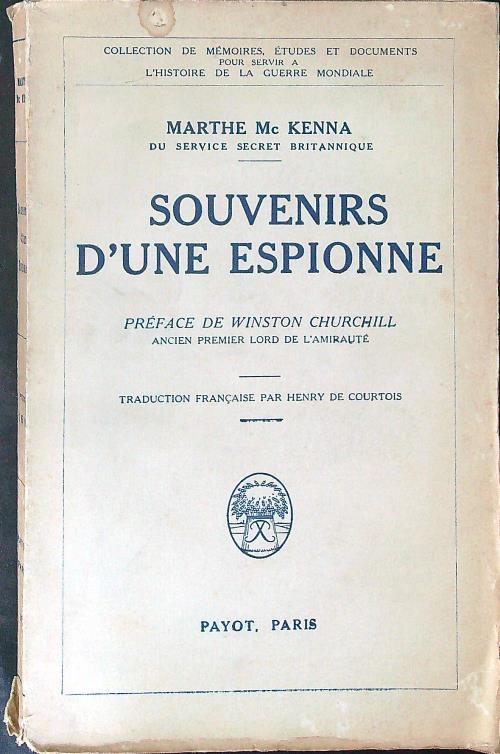 COLLECTION DE MÉMOIRES, ÉTUDES ET DOCUMENTS
POUR SERVIR A
L'HISTOIRE DE LA GUERRE MONDIALE
MARTHE Mc KENNA
DU SERVICE SECRET BRITANNIQUE
SOUVENIRS
D'UNE ESPIONNE
PRÉFACE DE WINSTON CHURCHILL
ANCIEN PREMIER LORD DE L'AMIRAUTÉ
TRADUCTION FRANÇAISE PAR HENRY DE COURTOIS
PAYOT, PARIS